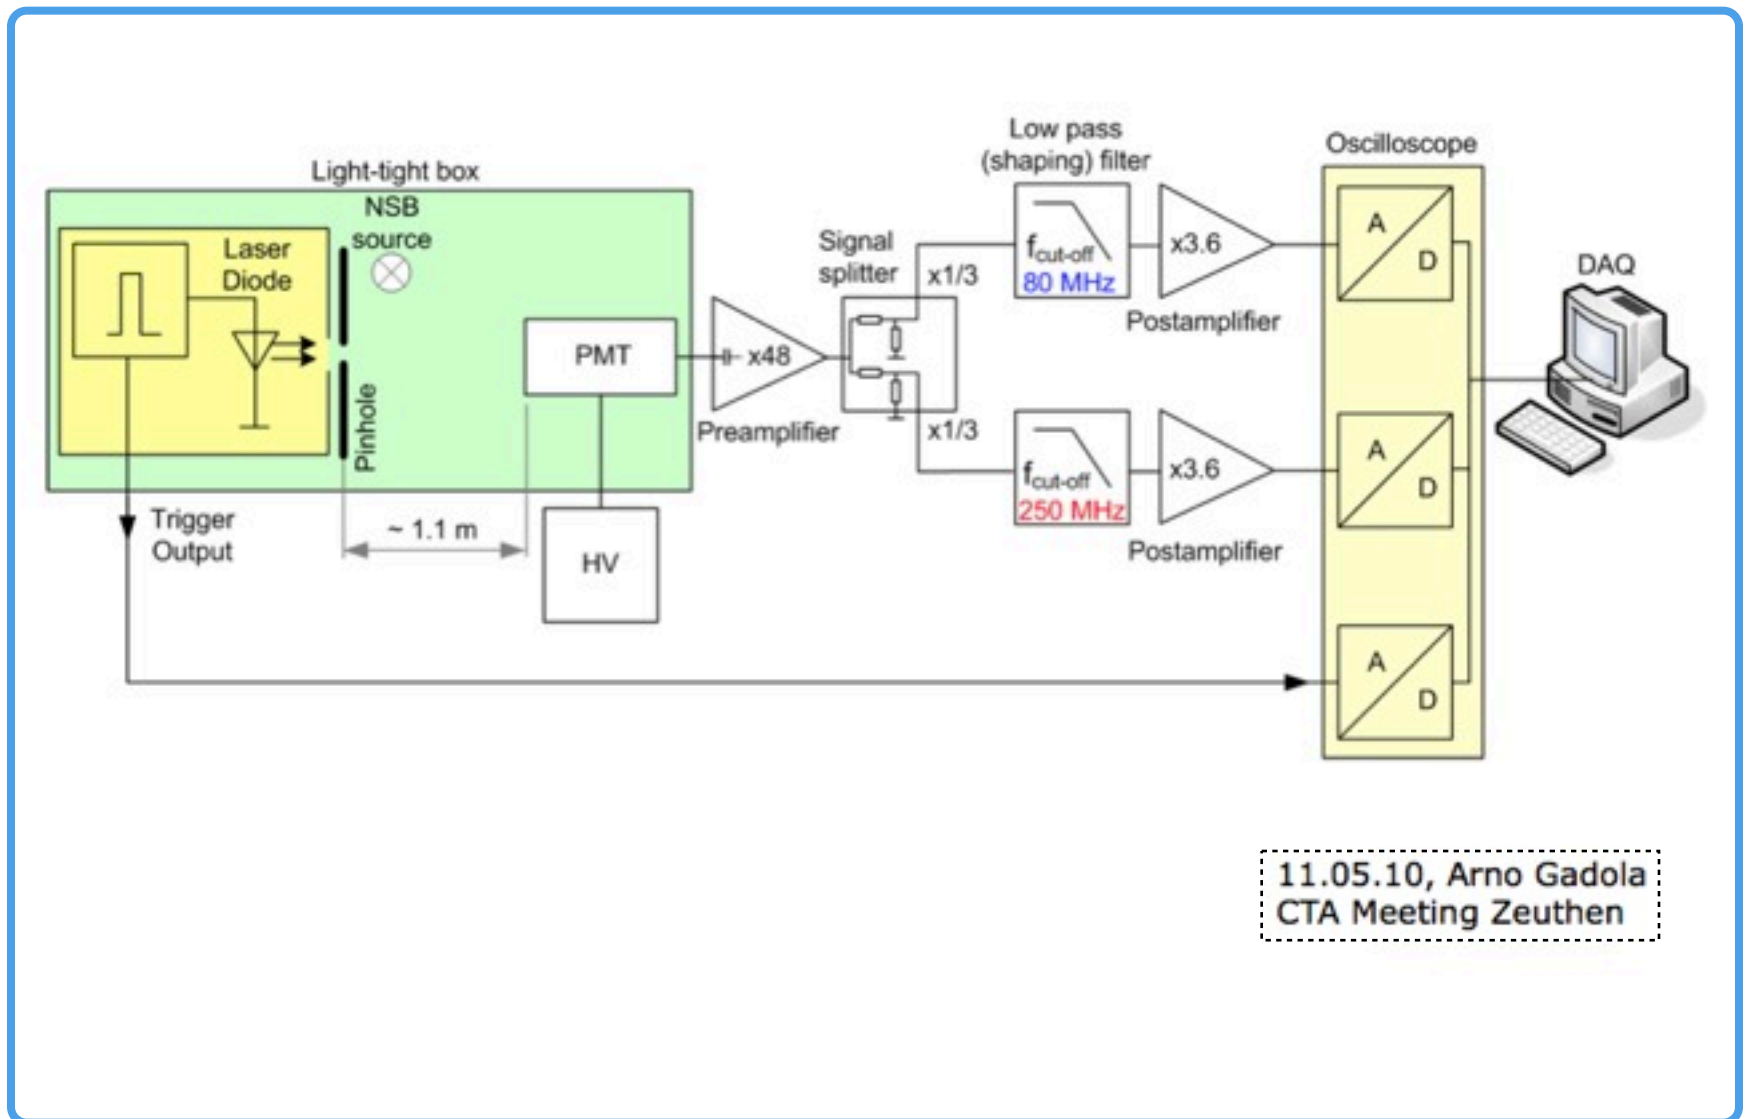 Light-tight box
NSB
source
Laser
Diode
Pinhole
PMT
HV
~ 1.1 m
Trigger
Output
x48
Preamplifier
Signal
splitter
x1/3
x1/3
Low pass
(shaping) filter
fcut-off
80 MHz
x3.6
Postamplifier
fcut-off
250 MHz
x3.6
Postamplifier
Oscilloscope
A
D
A
D
A
D
DAQ
11.05.10, Arno Gadola
CTA Meeting Zeuthen